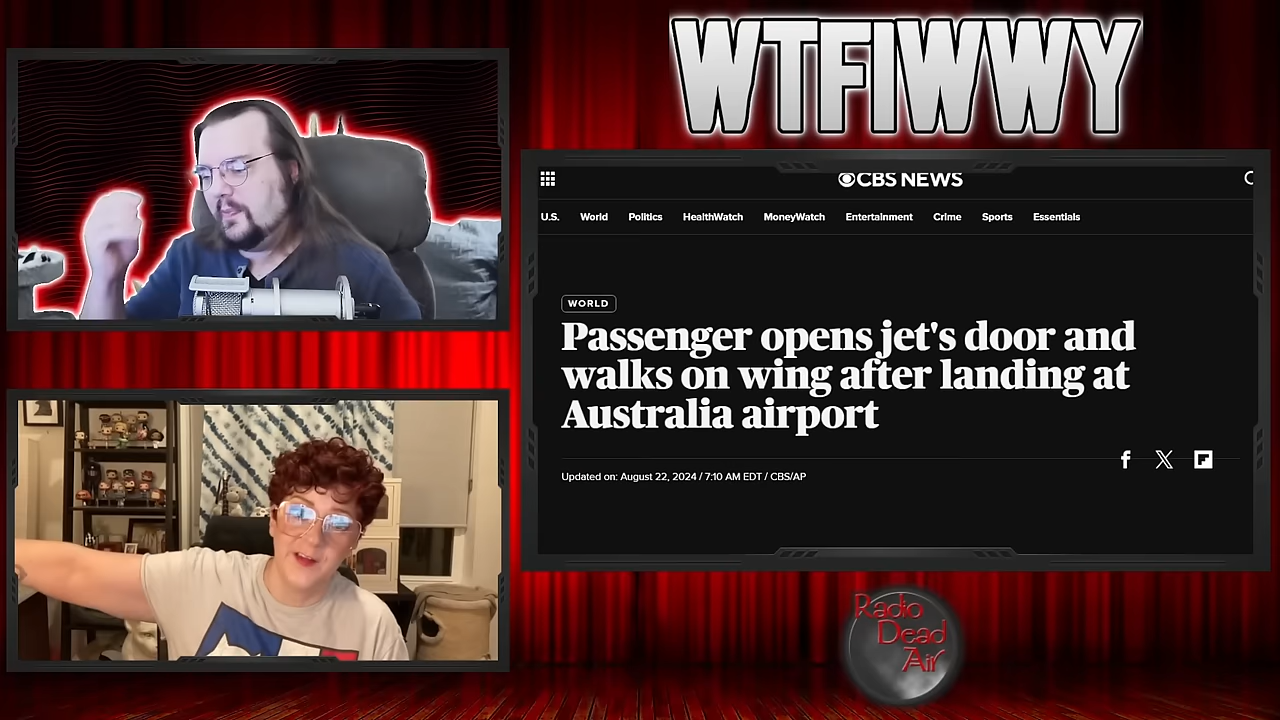 WTFIWWY
CBS NEWS
U.S. World Politics HealthWatch MoneyWatch Entertainment Crime Sports Essentials
WORLD
Passenger opens jet's door and
walks on wing after landing at
Australia airport
Updated on: August 22, 2024 / 7:10 AM EDT / CBS/AP
Radio
Dead
Air